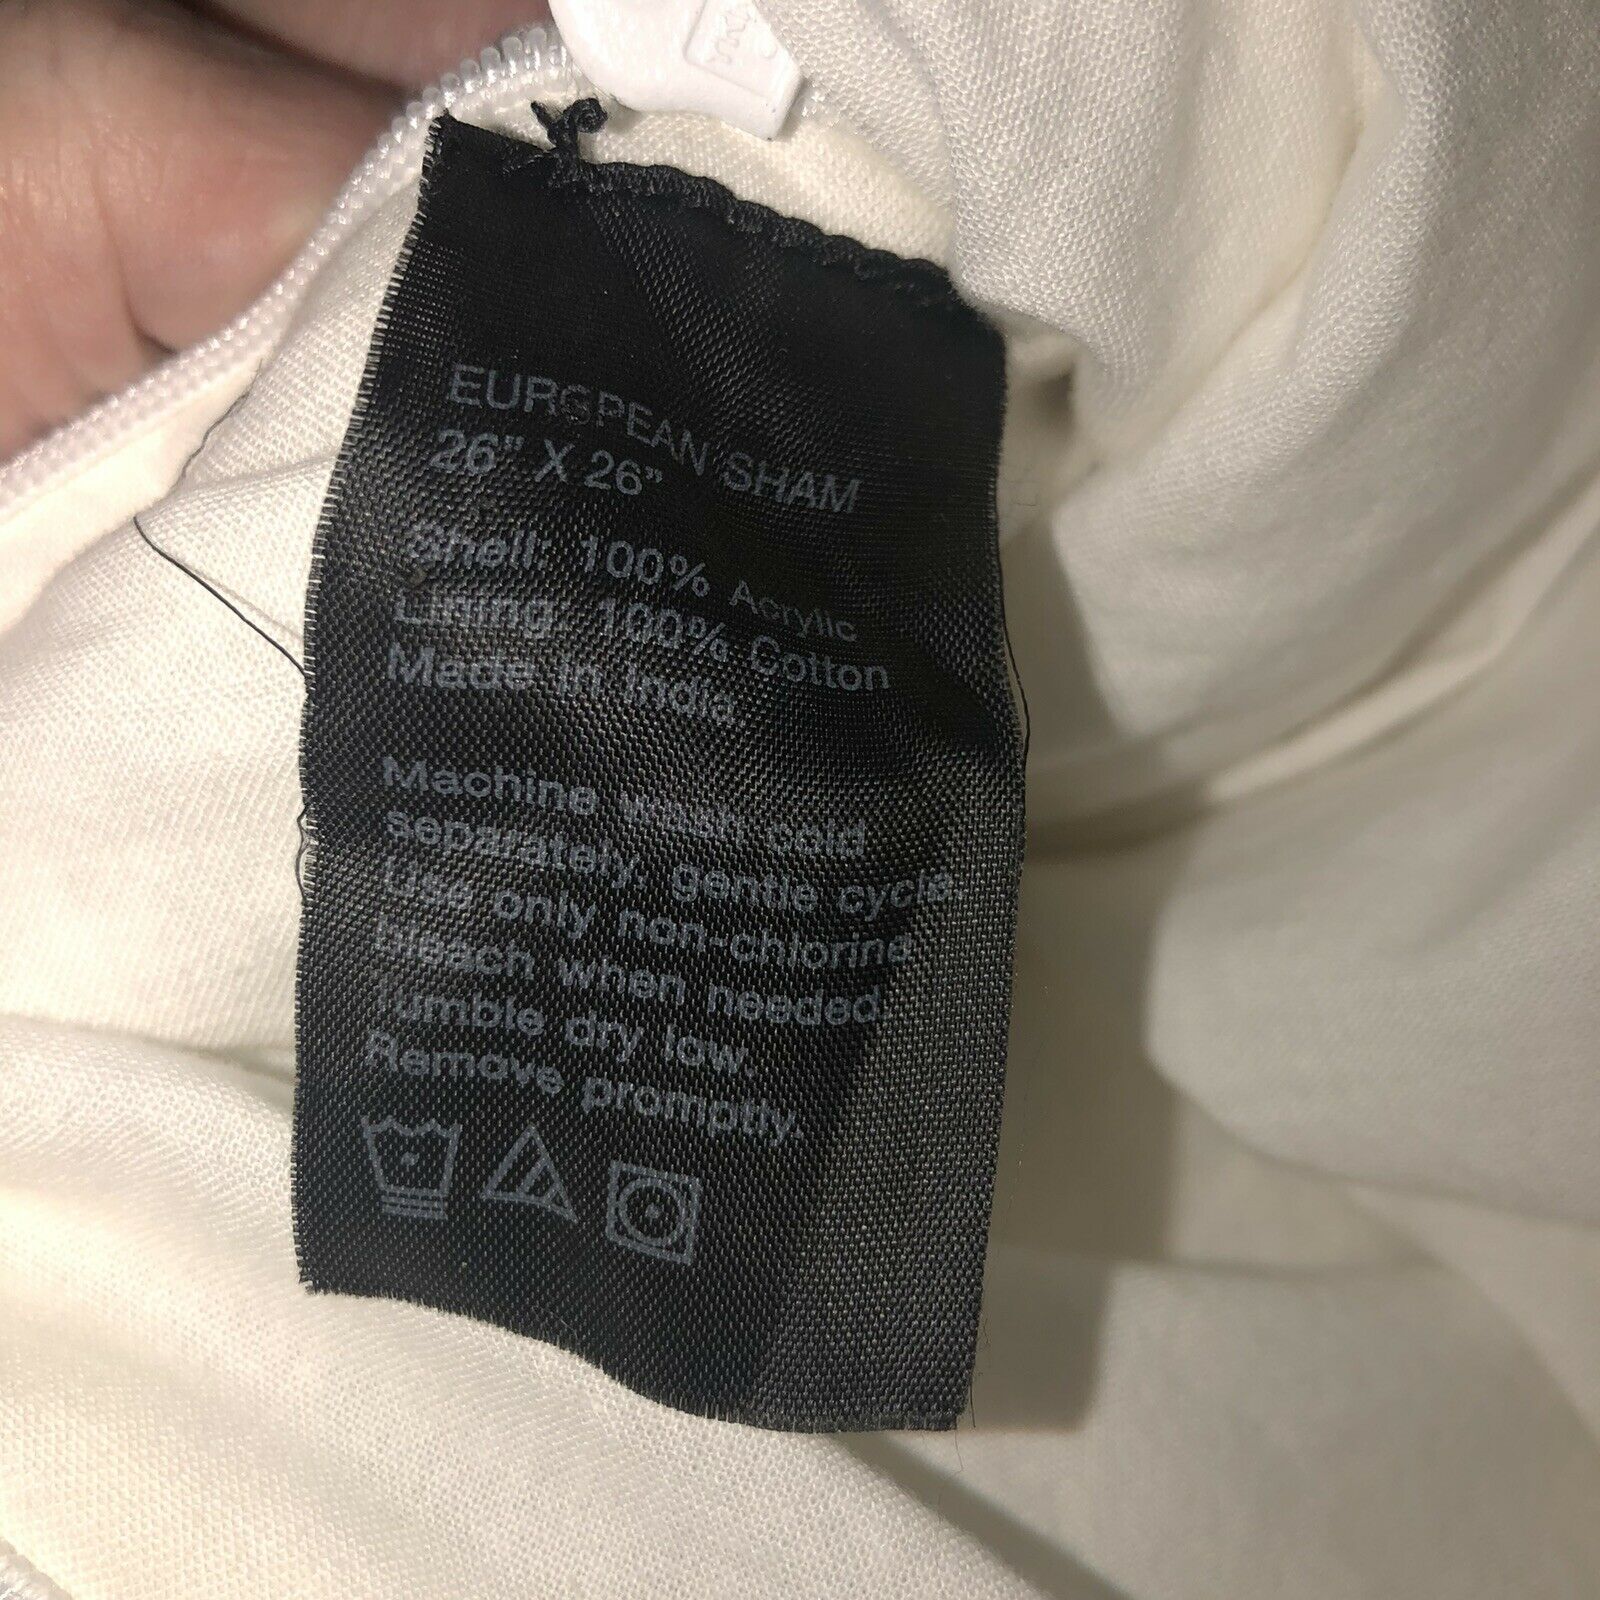 EUROPEAN SHAM
26" X 26"
Shell: 100% Acrylic
Lining: 100% Cotton
Made in India
Machine wash cold
separately, gentle cycle
Use only non-chlorine
bleach when needed.
Tumble dry low.
Remove promptly.